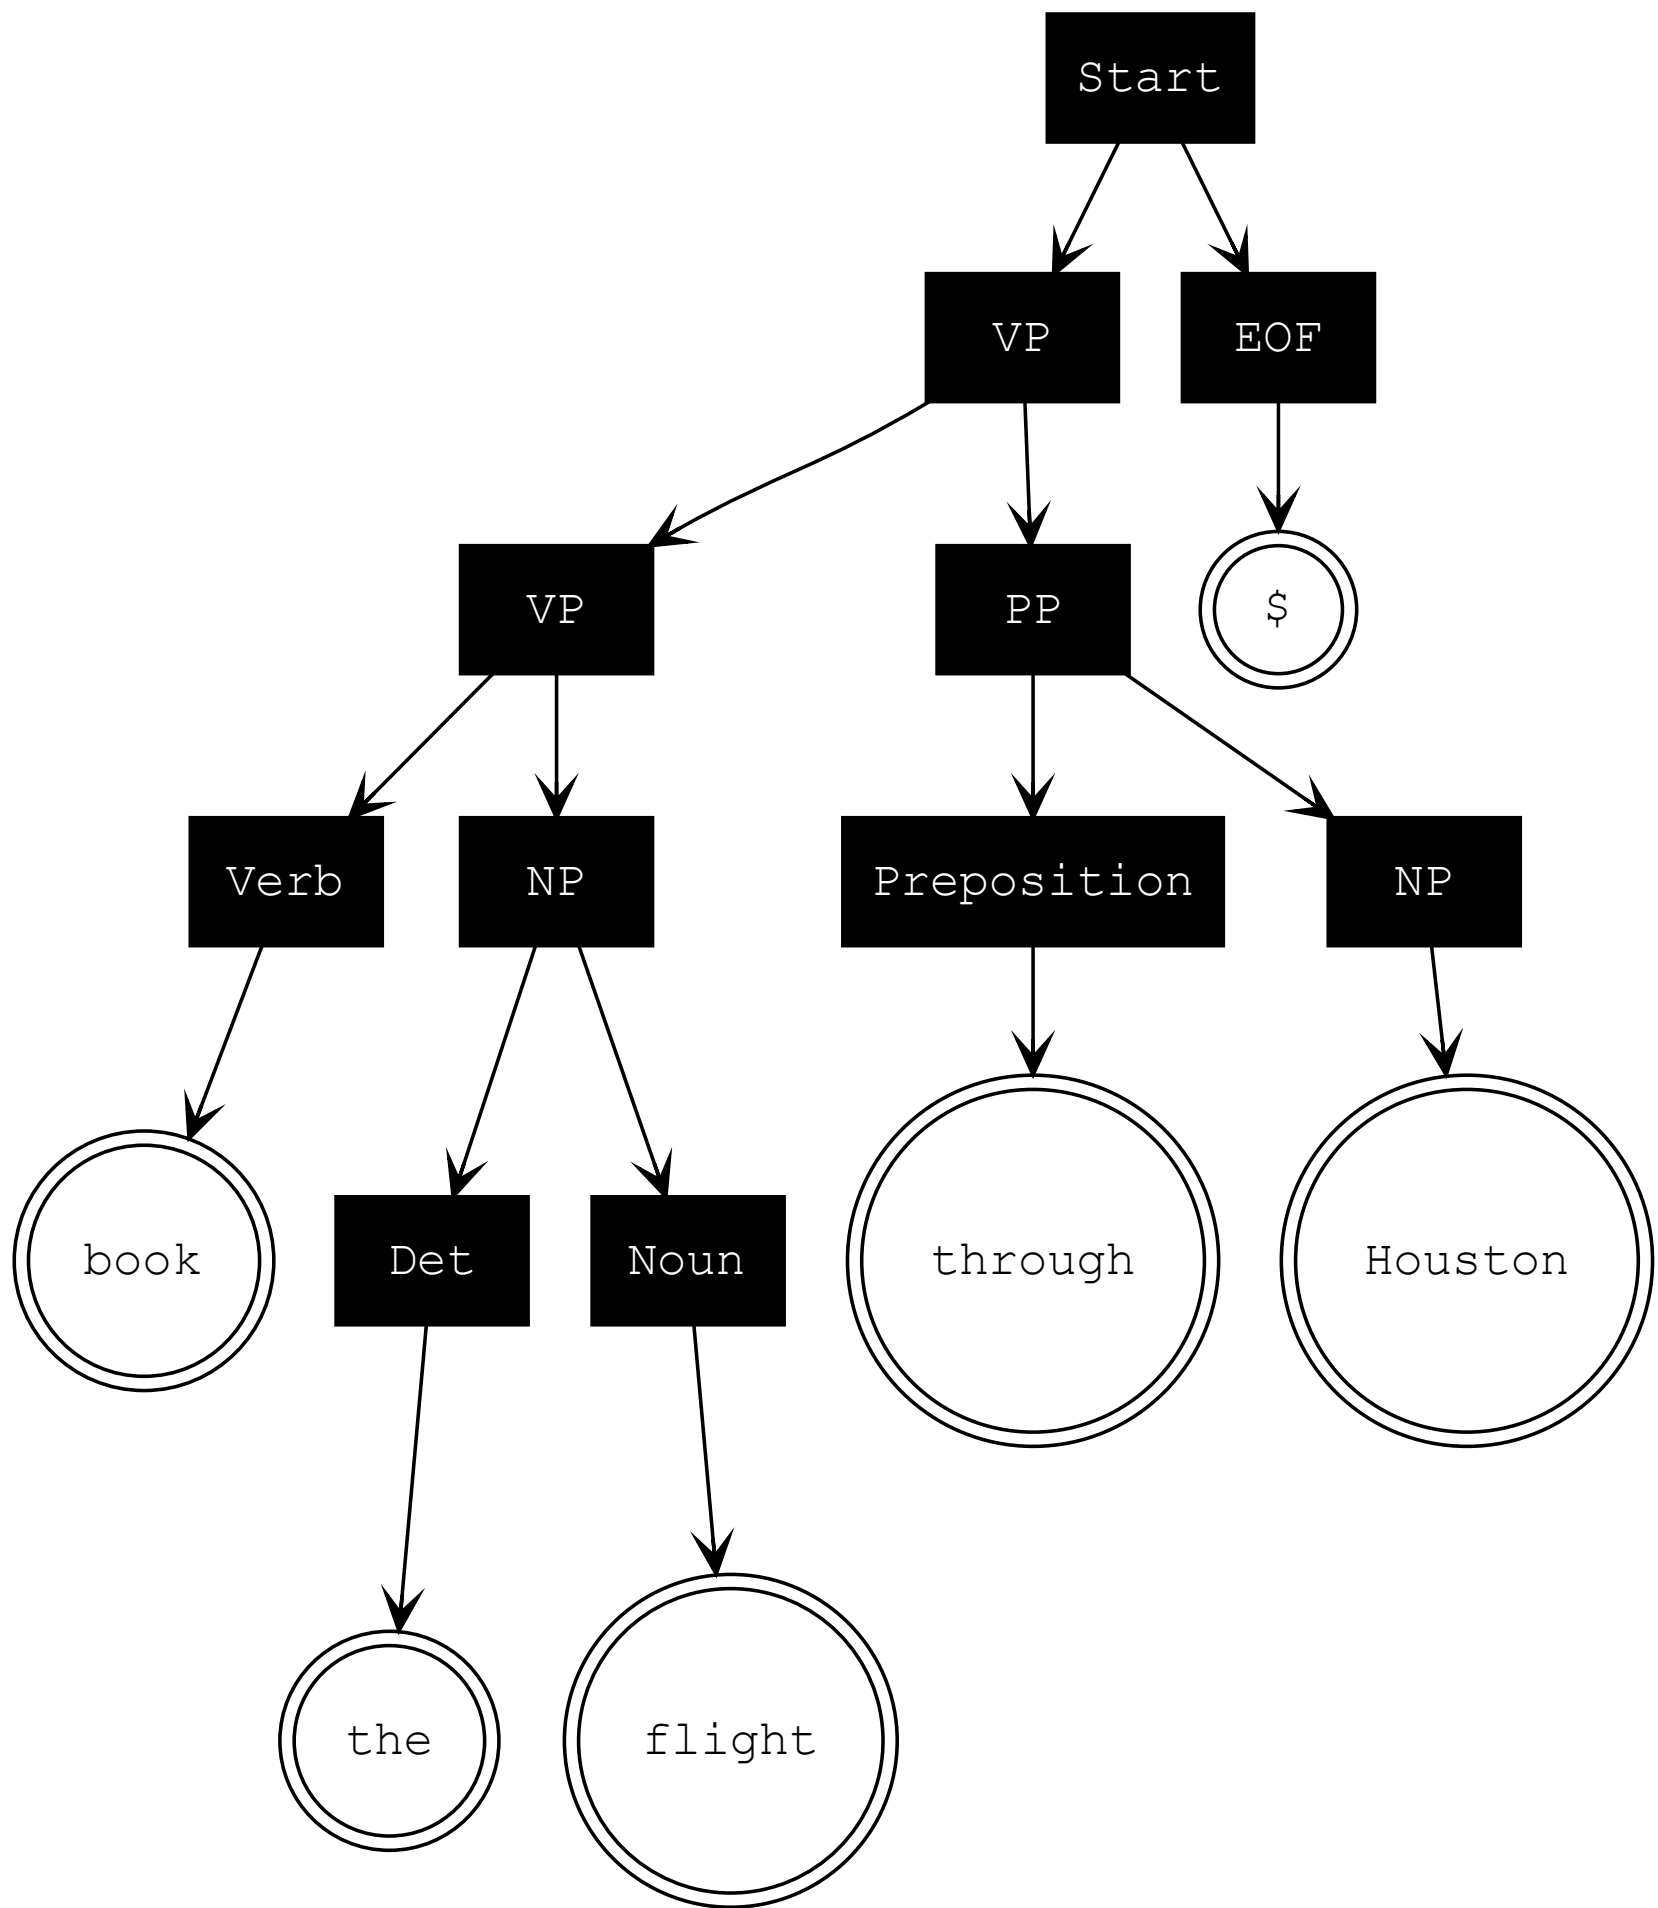 Start
VP EOF
VP PP $
Verb NP Preposition NP
book Det Noun through Houston
the flight